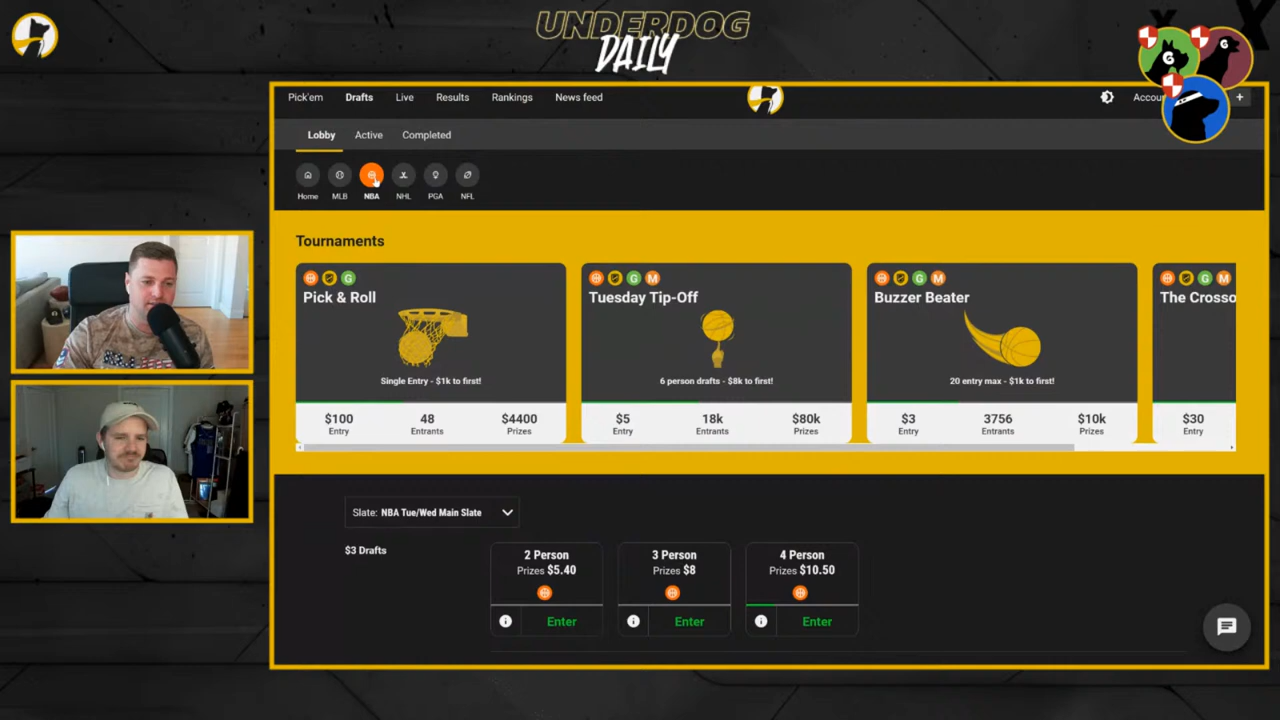 UNDERDOG
DAILY
Pick'em Drafts Live Results Rankings News feed
Lobby Active Completed
Home MLB NBA NHL PGA NFL
Tournaments
G G M G M G M
Pick & Roll Tuesday Tip-Off Buzzer Beater The Crosso
Single Entry - $1k to first! 6 person drafts - $8k to first! 20 entry max - $1k to first!
$100 48 $4400 $5 18k $80k $3 3756 $10k $30
Entry Entrants Prizes Entry Entrants Prizes Entry Entrants Prizes Entry
Slate: NBA Tue/Wed Main Slate
$3 Drafts
2 Person 3 Person 4 Person
Prizes $5.40 Prizes $8 Prizes $10.50
Enter Enter Enter